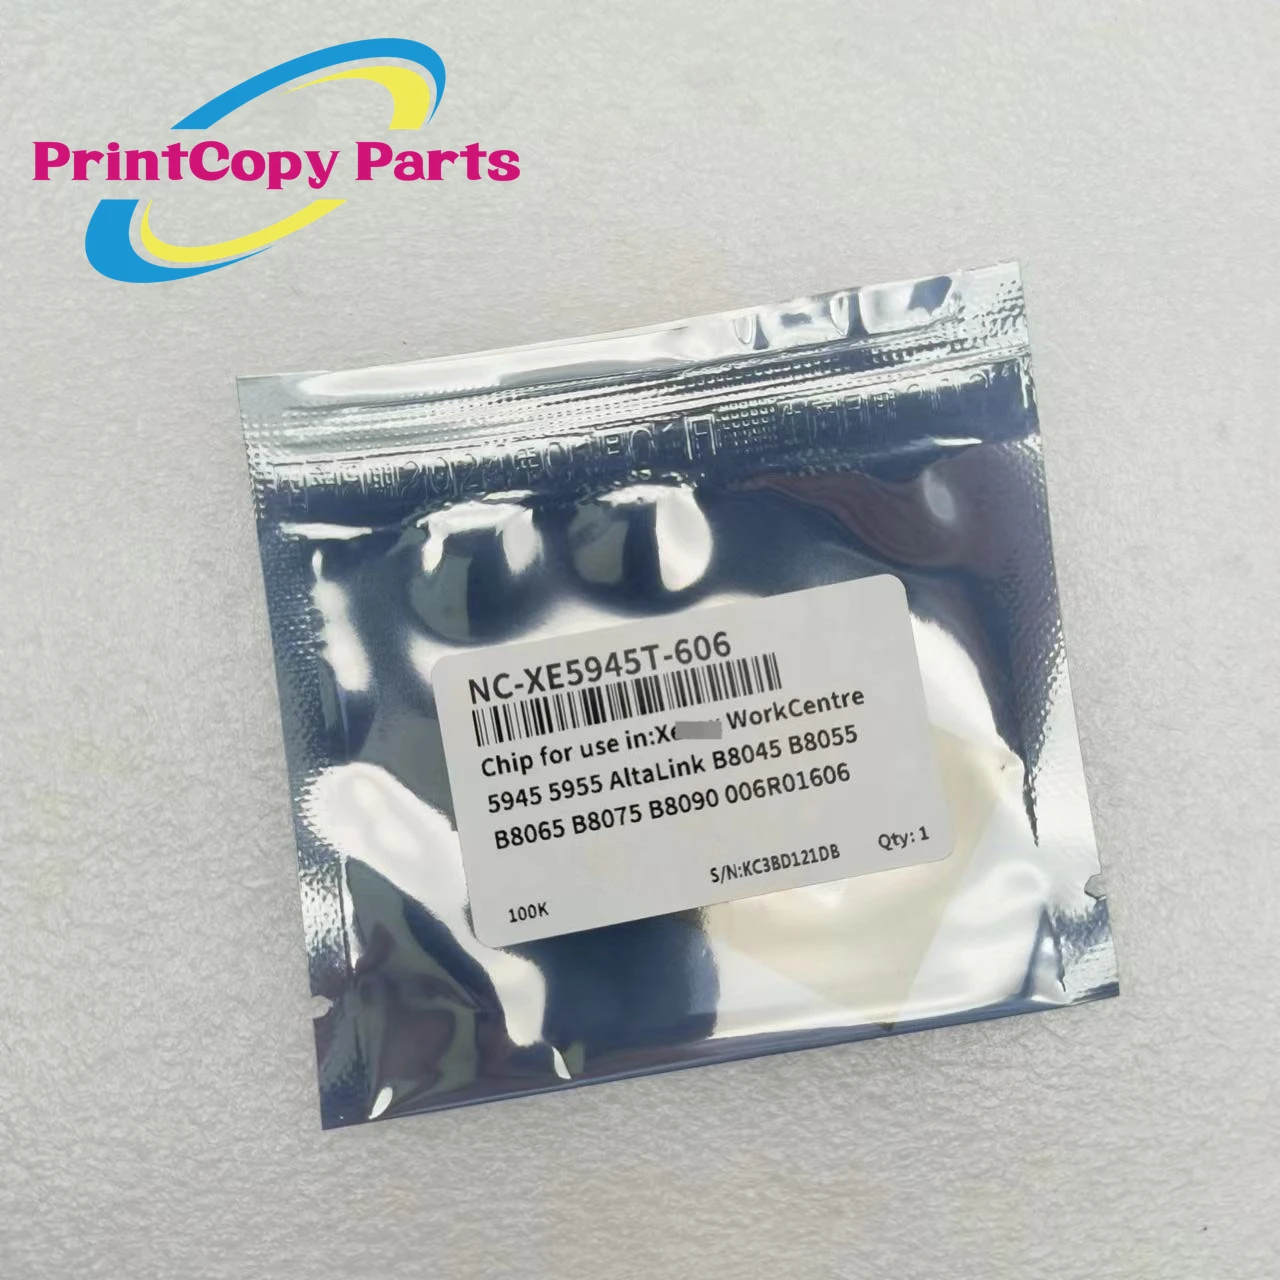 PrintCopy Parts
NC-XE5945T-606
Chip for use in: WorkCentre
5945 5955 AltaLink B8045 B8055
B8065 B8075 B8090 006R01606
S/N:KC3BD121DB
Qty: 1
100K